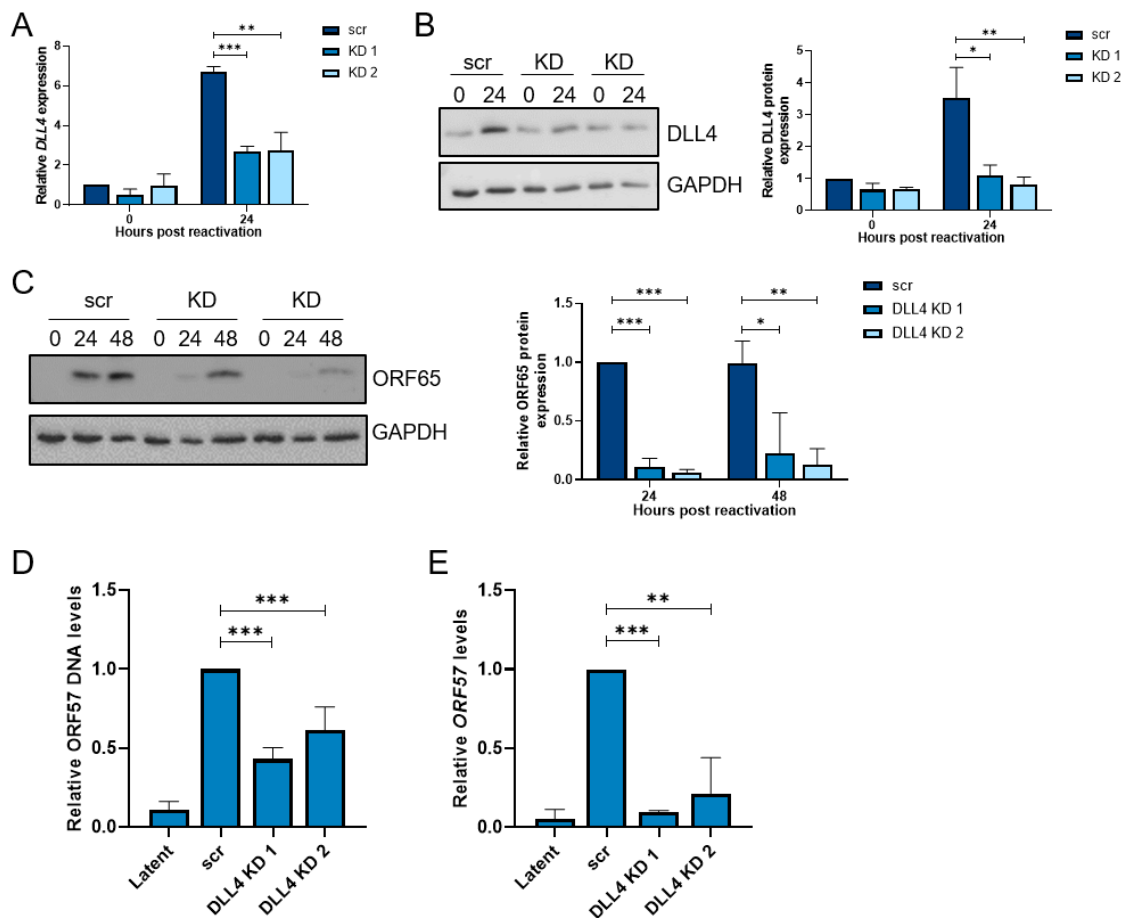 A
Relative DLL4 expression
8
6
4
2
0
***
**
0
24
Hours post reactivation
scr
KD 1
KD 2
B
scr KD KD
0 24 0 24 0 24
DLL4
GAPDH
Relative DLL4 protein
expression
5
4
3
2
1
0
*
**
0
24
Hours post reactivation
scr
KD 1
KD 2
C
scr KD KD
0 24 48 0 24 48 0 24 48
ORF65
GAPDH
Relative ORF65 protein
expression
1.5
1.0
0.5
0.0
***
***
**
*
24
48
Hours post reactivation
scr
DLL4 KD 1
DLL4 KD 2
D
Relative ORF57 DNA levels
1.5
1.0
0.5
0.0
***
***
Latent
scr
DLL4 KD 1
DLL4 KD 2
E
Relative ORF57 levels
1.5
1.0
0.5
0.0
**
***
Latent
scr
DLL4 KD 1
DLL4 KD 2